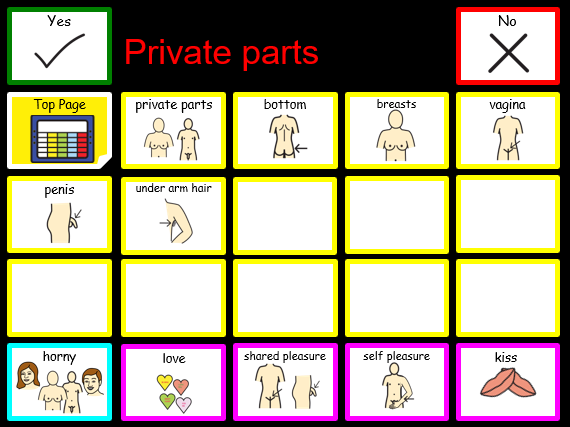 Yes
Private parts
No
Top Page
private parts
bottom
breasts
vagina
penis
under arm hair
horny
love
shared pleasure
self pleasure
kiss